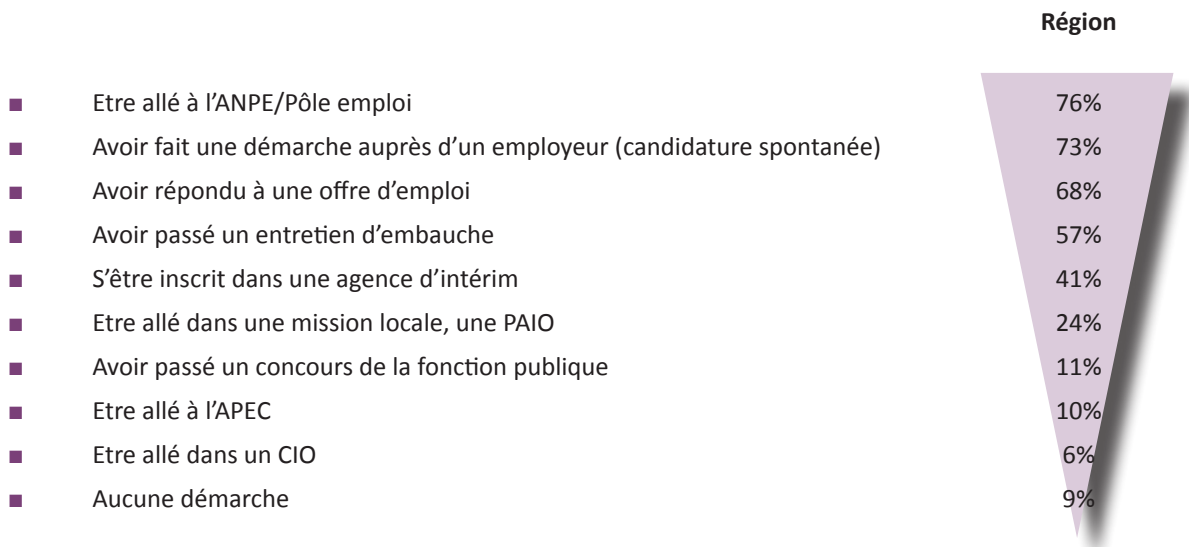 Région
■ Etre allé à l’ANPE/Pôle emploi 76%
■ Avoir fait une démarche auprès d’un employeur (candidature spontanée) 73%
■ Avoir répondu à une offre d’emploi 68%
■ Avoir passé un entretien d’embauche 57%
■ S’être inscrit dans une agence d’intérim 41%
■ Etre allé dans une mission locale, une PAIO 24%
■ Avoir passé un concours de la fonction publique 11%
■ Etre allé à l’APEC 10%
■ Etre allé dans un CIO 6%
■ Aucune démarche 9%